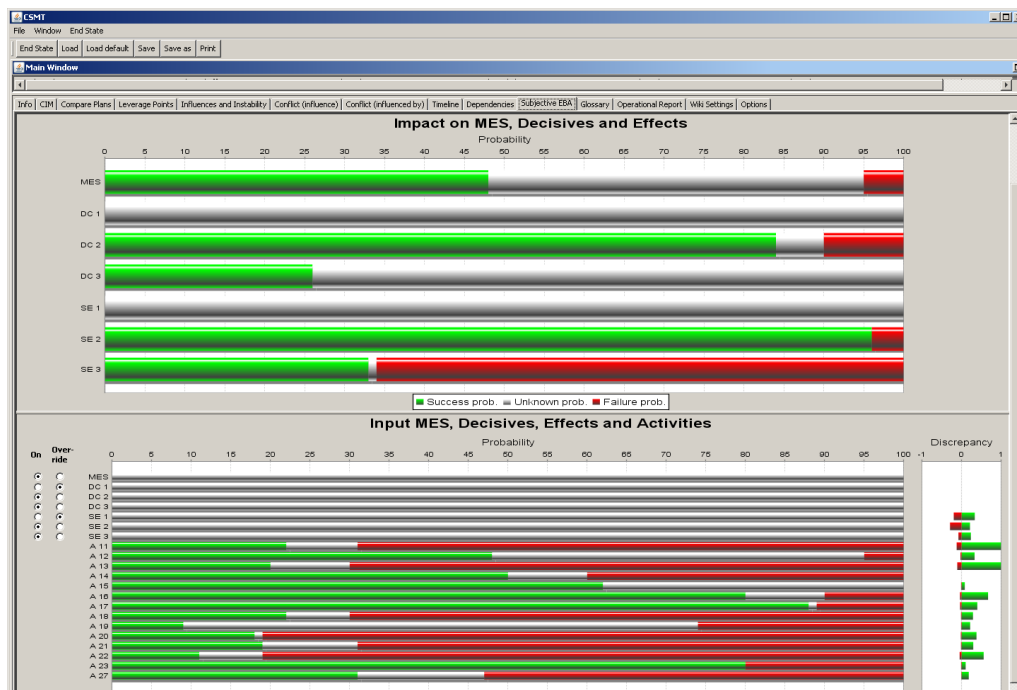 CSMT
File Window End State
End State Load Load default Save Save as Print
Main Window
Info CIM Compare Plans Leverage Points Influences and Instability Conflict (influence) Conflict (influenced by) Timeline Dependencies Subjective EBA Glossary Operational Report Wiki Settings Options
Impact on MES, Decisives and Effects
Probability
0 5 10 15 20 25 30 35 40 45 50 55 60 65 70 75 80 85 90 95 100
MES
DC 1
DC 2
DC 3
SE 1
SE 2
SE 3
Success prob. Unknown prob. Failure prob.
Input MES, Decisives, Effects and Activities
On Over-
ride
Probability
0 5 10 15 20 25 30 35 40 45 50 55 60 65 70 75 80 85 90 95 100
Discrepancy
-1 0 1
MES
DC 1
DC 2
DC 3
SE 1
SE 2
SE 3
A 11
A 12
A 13
A 14
A 15
A 16
A 17
A 18
A 19
A 20
A 21
A 22
A 23
A 27